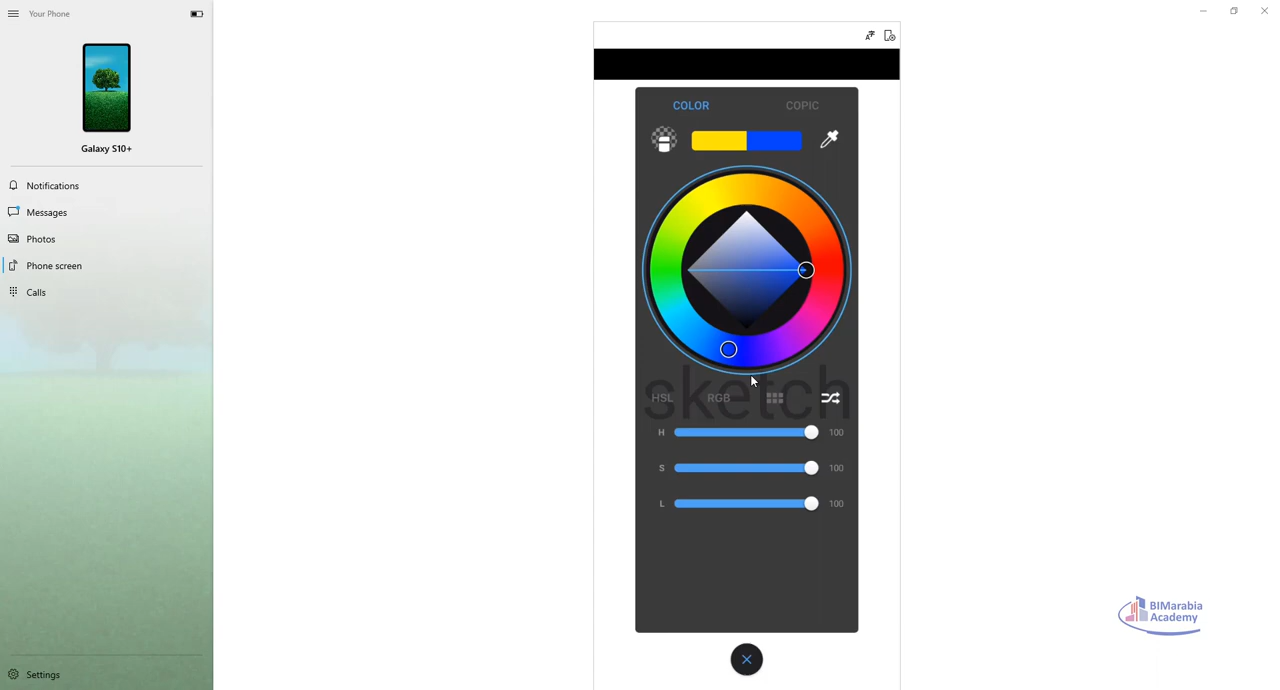 Your Phone
Galaxy S10+
Notifications
Messages
Photos
Phone screen
Calls
Settings
COLOR COPIC
sketch
HSL RGB
H 100
S 100
L 100
BIMarabia
Academy